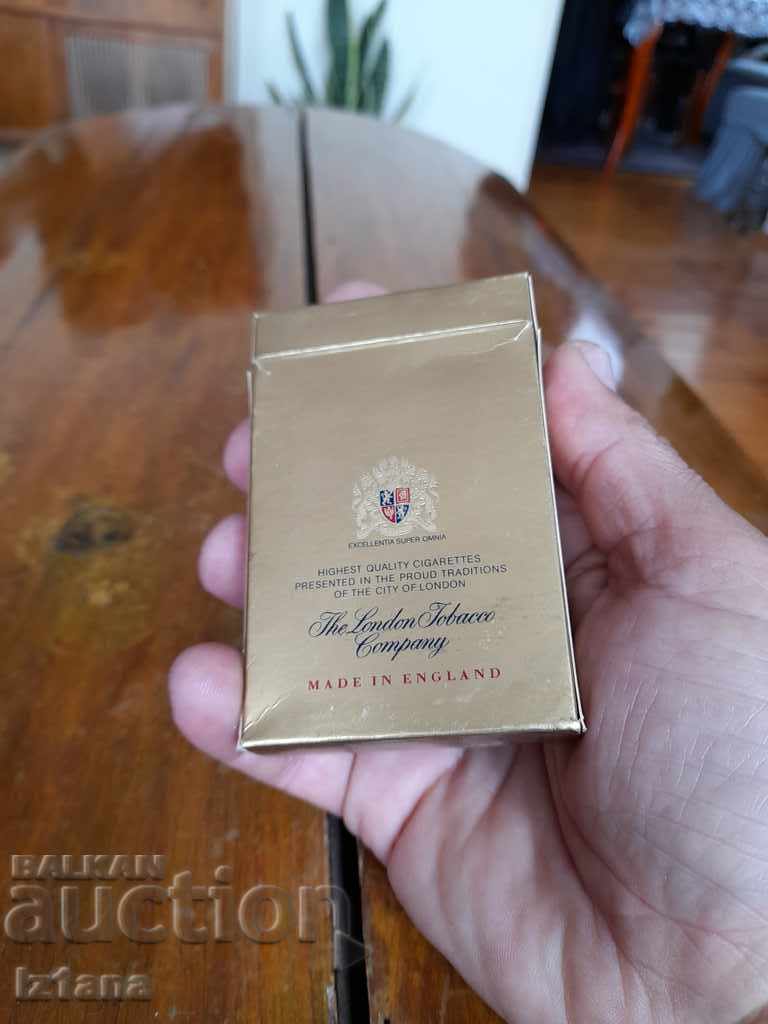 EXCELLENTIA SUPER OMNIA
HIGHEST QUALITY CIGARETTES
PRESENTED IN THE PROUD TRADITIONS
OF THE CITY OF LONDON
The London Tobacco
Company
MADE IN ENGLAND
BALKAN
auction
Iztana